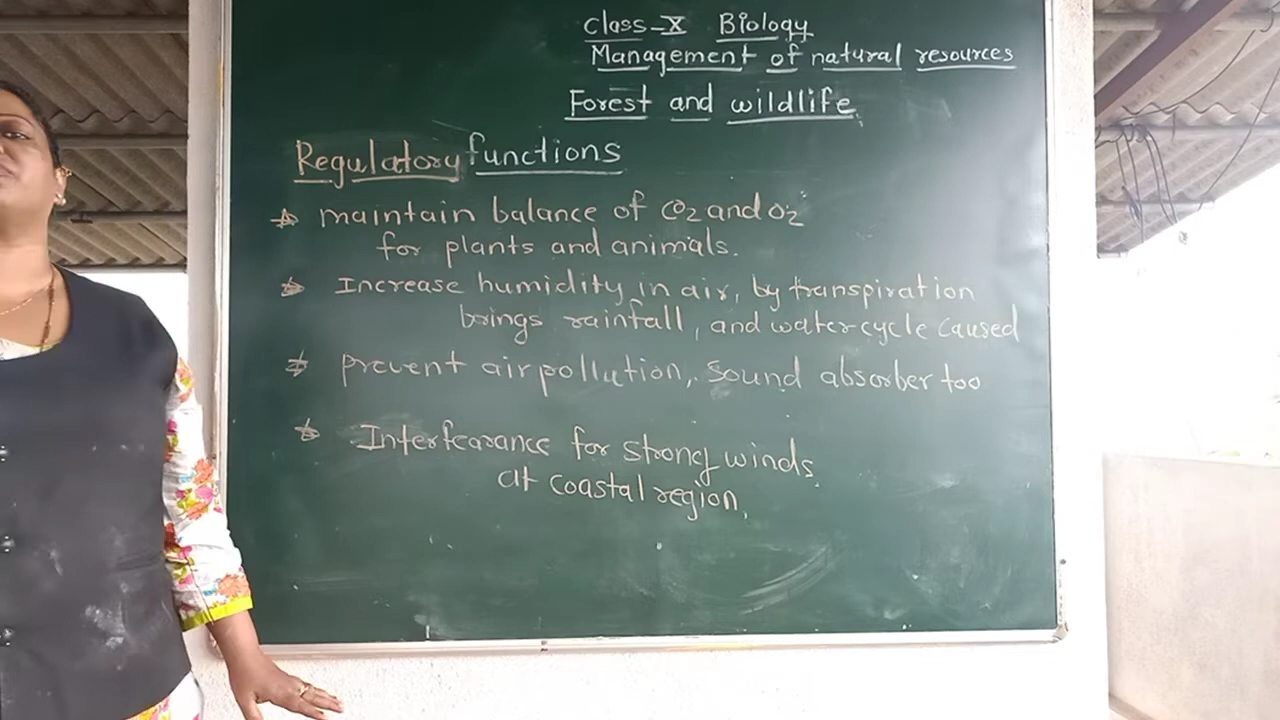 Class-X Biology
Management of natural resources
Forest and wildlife
Regulatory functions
maintain balance of CO2 and O2
for plants and animals.
Increase humidity in air, by transpiration
brings rainfall, and water cycle caused
prevent air pollution, sound absorber too
Interfearance for strong winds
at coastal region,